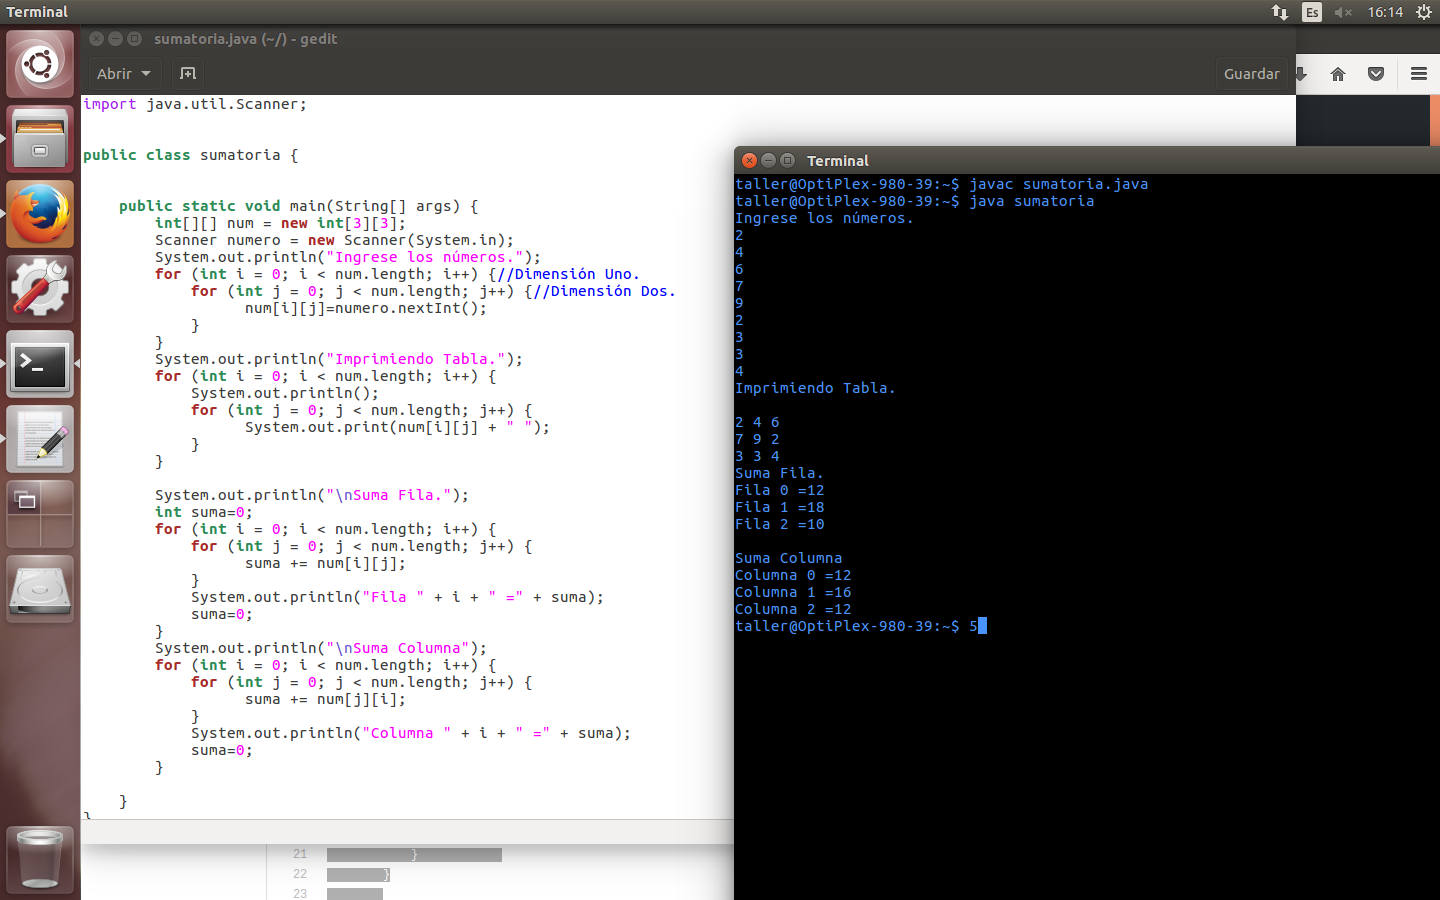 Terminal
Es
16:14
sumatoria.java (~/) - gedit
Abrir
Guardar
import java.util.Scanner;
public class sumatoria {
public static void main(String[] args) {
int[][] num = new int[3][3];
Scanner numero = new Scanner(System.in);
System.out.println("Ingrese los números.");
for (int i = 0; i < num.length; i++) {//Dimensión Uno.
for (int j = 0; j < num.length; j++) {//Dimensión Dos.
num[i][j]=numero.nextInt();
}
}
System.out.println("Imprimiendo Tabla.");
for (int i = 0; i < num.length; i++) {
System.out.println();
for (int j = 0; j < num.length; j++) {
System.out.print(num[i][j] + " ");
}
}
System.out.println("\nSuma Fila.");
int suma=0;
for (int i = 0; i < num.length; i++) {
for (int j = 0; j < num.length; j++) {
suma += num[i][j];
}
System.out.println("Fila " + i + " =" + suma);
suma=0;
}
System.out.println("\nSuma Columna");
for (int i = 0; i < num.length; i++) {
for (int j = 0; j < num.length; j++) {
suma += num[j][i];
}
System.out.println("Columna " + i + " =" + suma);
suma=0;
}
}
}
21 }
22 }
23
Terminal
taller@OptiPlex-980-39:~$ javac sumatoria.java
taller@OptiPlex-980-39:~$ java sumatoria
Ingrese los números.
2
4
6
7
9
2
3
3
4
Imprimiendo Tabla.
2 4 6
7 9 2
3 3 4
Suma Fila.
Fila 0 =12
Fila 1 =18
Fila 2 =10
Suma Columna
Columna 0 =12
Columna 1 =16
Columna 2 =12
taller@OptiPlex-980-39:~$ 5